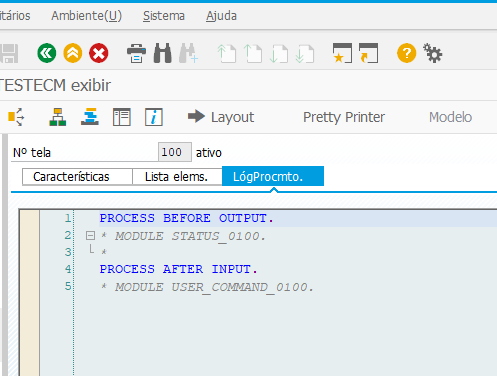 itários Ambiente(U) Sistema Ajuda
TESTECM exibir
Layout Pretty Printer Modelo
Nº tela 100 ativo
Características Lista elems. LógProcmto.
1 PROCESS BEFORE OUTPUT.
2 * MODULE STATUS_0100.
3 *
4 PROCESS AFTER INPUT.
5 * MODULE USER_COMMAND_0100.